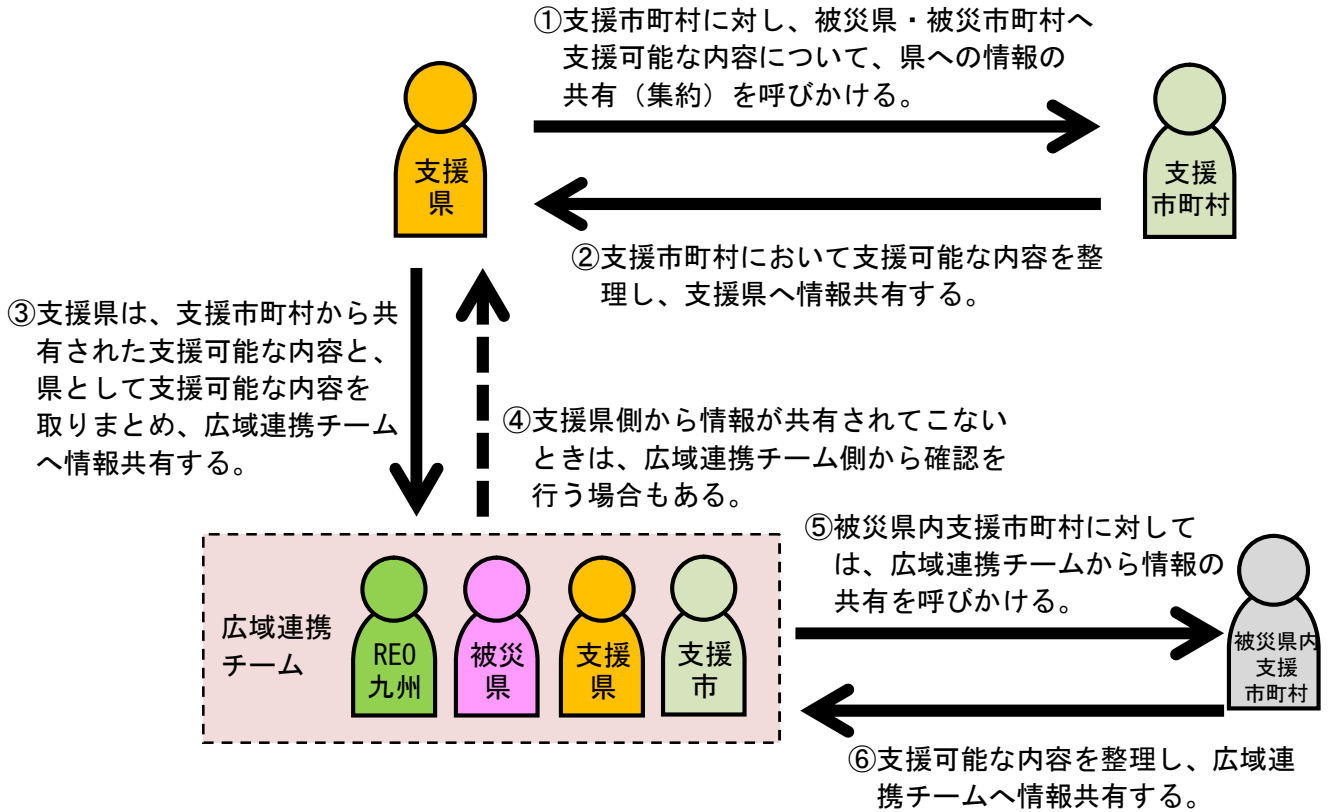 ①支援市町村に対し、被災県・被災市町村へ
支援可能な内容について、県への情報の
共有（集約）を呼びかける。
支援
県
支援
市町村
②支援市町村において支援可能な内容を整
理し、支援県へ情報共有する。
③支援県は、支援市町村から共
有された支援可能な内容と、
県として支援可能な内容を
取りまとめ、広域連携チーム
へ情報共有する。
④支援県側から情報が共有されてこない
ときは、広域連携チーム側から確認を
行う場合もある。
⑤被災県内支援市町村に対して
は、広域連携チームから情報の
共有を呼びかける。
広域連携
チーム
REO
九州
被災
県
支援
県
支援
市
被災県内
支援
市町村
⑥支援可能な内容を整理し、広域連
携チームへ情報共有する。